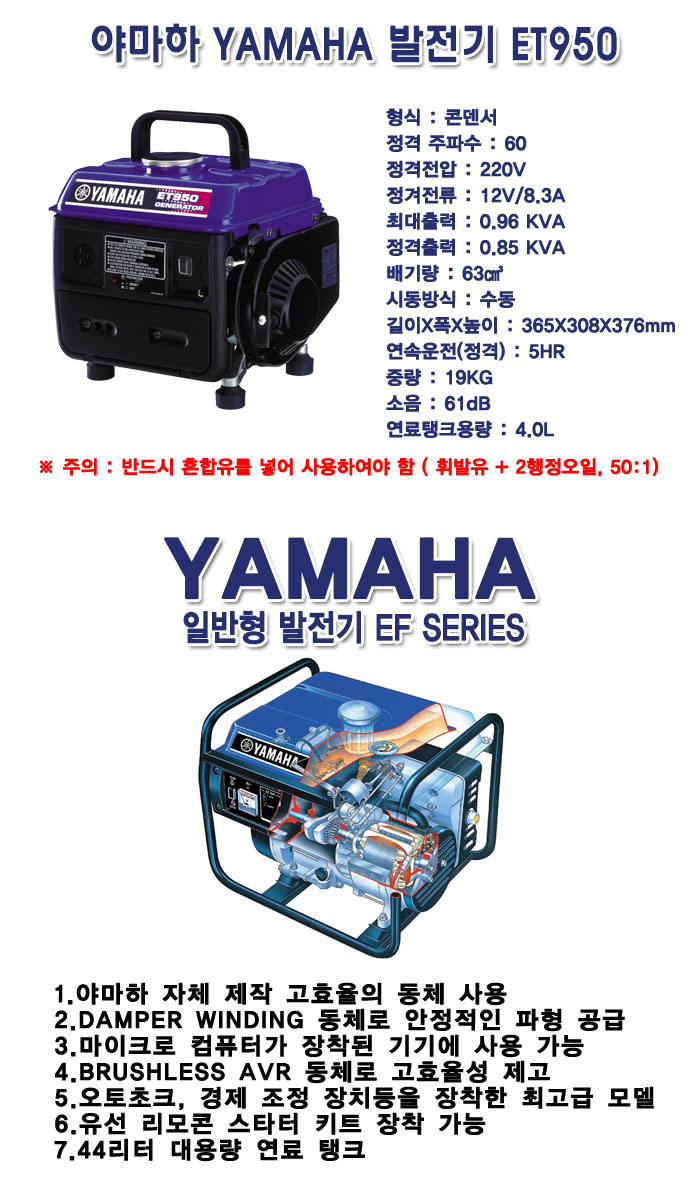 야마하 YAMAHA 발전기 ET950
YAMAHA
ET950
GENERATOR
WARNING
형식 : 콘덴서
정격 주파수 : 60
정격전압 : 220V
정겨전류 : 12V/8.3A
최대출력 : 0.96 KVA
정격출력 : 0.85 KVA
배기량 : 63㎤
시동방식 : 수동
길이X폭X높이 : 365X308X376mm
연속운전(정격) : 5HR
중량 : 19KG
소음 : 61dB
연료탱크용량 : 4.0L
※ 주의 : 반드시 혼합유를 넣어 사용하여야 함 ( 휘발유 + 2행정오일, 50:1)
YAMAHA
일반형 발전기 EF SERIES
YAMAHA
1.야마하 자체 제작 고효율의 동체 사용
2.DAMPER WINDING 동체로 안정적인 파형 공급
3.마이크로 컴퓨터가 장착된 기기에 사용 가능
4.BRUSHLESS AVR 동체로 고효율성 제고
5.오토초크, 경제 조정 장치등을 장착한 최고급 모델
6.유선 리모콘 스타터 키트 장착 가능
7.44리터 대용량 연료 탱크